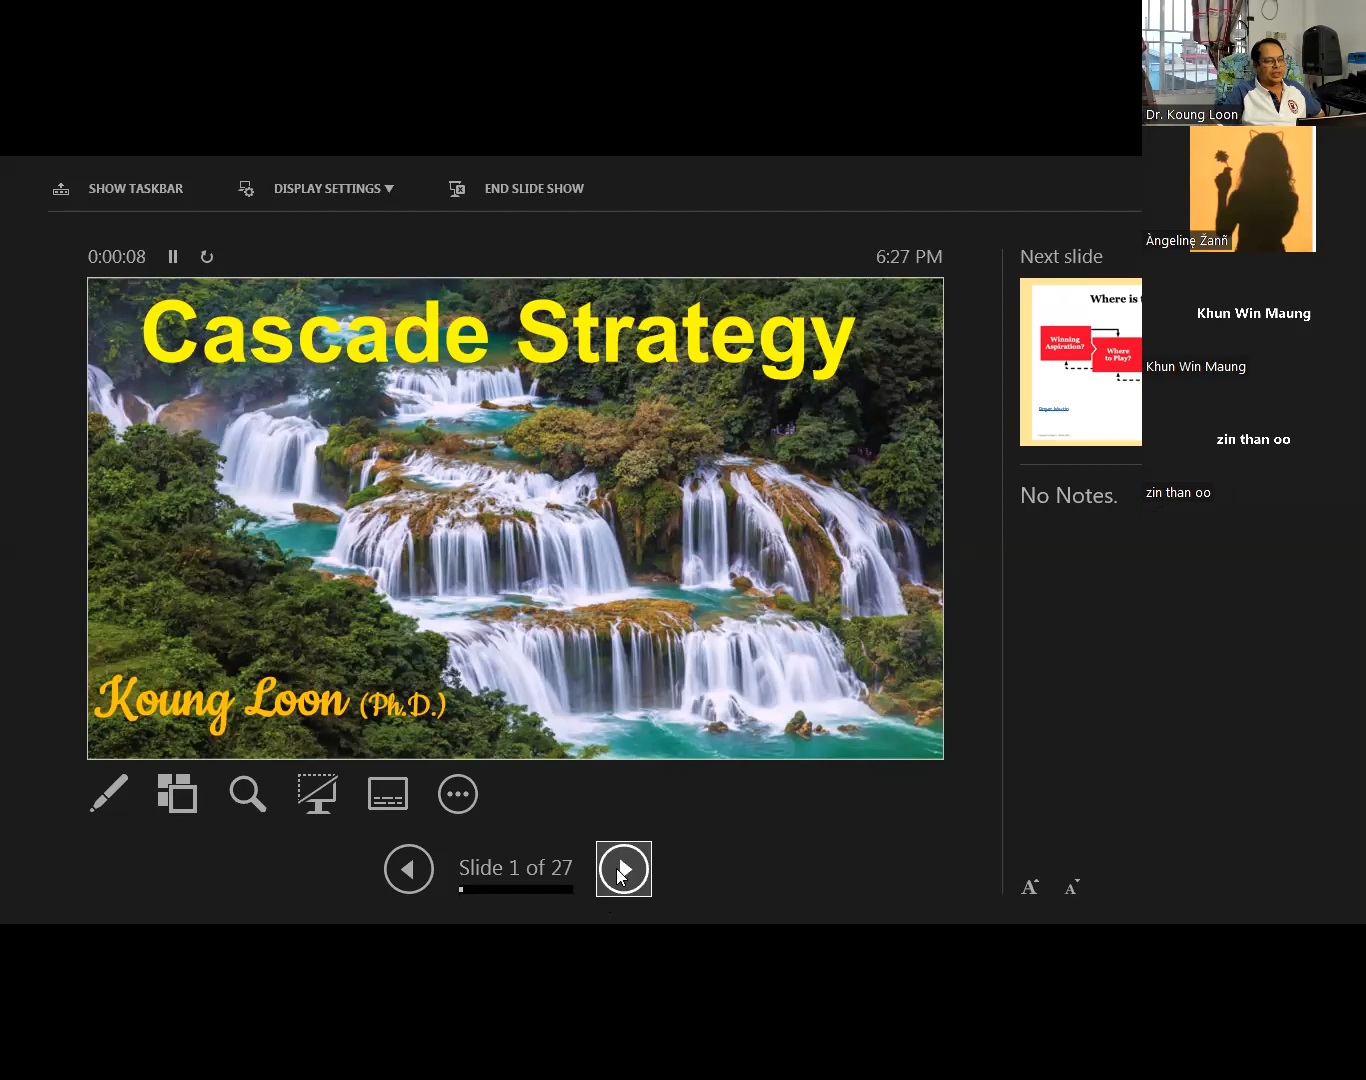 SHOW TASKBAR
DISPLAY SETTINGS ▼
END SLIDE SHOW
0:00:08
6:27 PM
Cascade Strategy
Koung Loon (Ph.D.)
Slide 1 of 27
Next slide
Where is
Winning
Aspiration?
Where
to Play?
No Notes.
A
A
Dr. Koung Loon
Àngelinę Žanñ
Khun Win Maung
Khun Win Maung
zin than oo
zin than oo